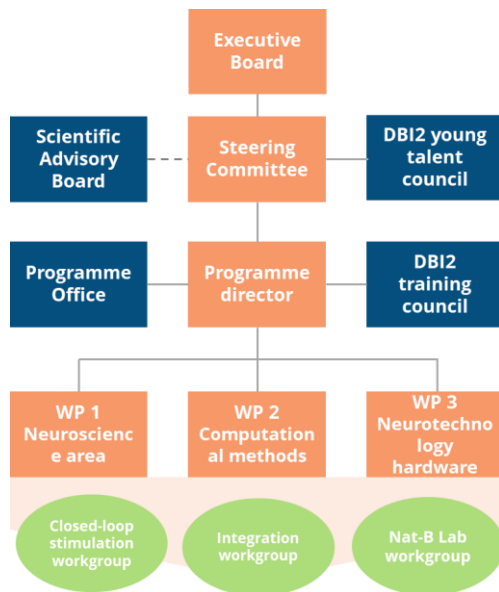 Executive
Board
Scientific
Advisory
Board
Steering
Committee
DBI2 young
talent
council
Programme
Office
Programme
director
DBI2
training
council
WP 1
Neuroscienc
e area
WP 2
Computation
al methods
WP 3
Neurotechno
logy
hardware
Closed-loop
stimulation
workgroup
Integration
workgroup
Nat-B Lab
workgroup